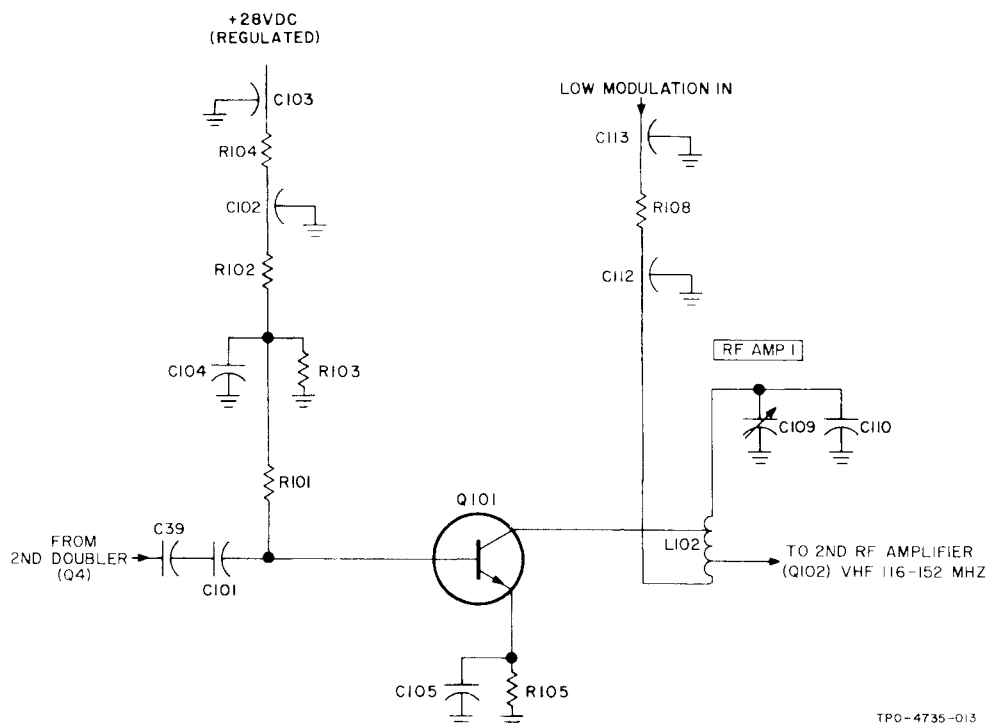 +28VDC
(REGULATED)
C103
R104
C102
R102
C104
R103
R101
C39
FROM
2ND DOUBLER
(Q4)
C101
Q101
C105
R105
LOW MODULATION IN
C113
R108
C112
RF AMP 1
C109
C110
L102
TO 2ND RF AMPLIFIER
(Q102) VHF 116-152 MHZ
TPO-4735-013